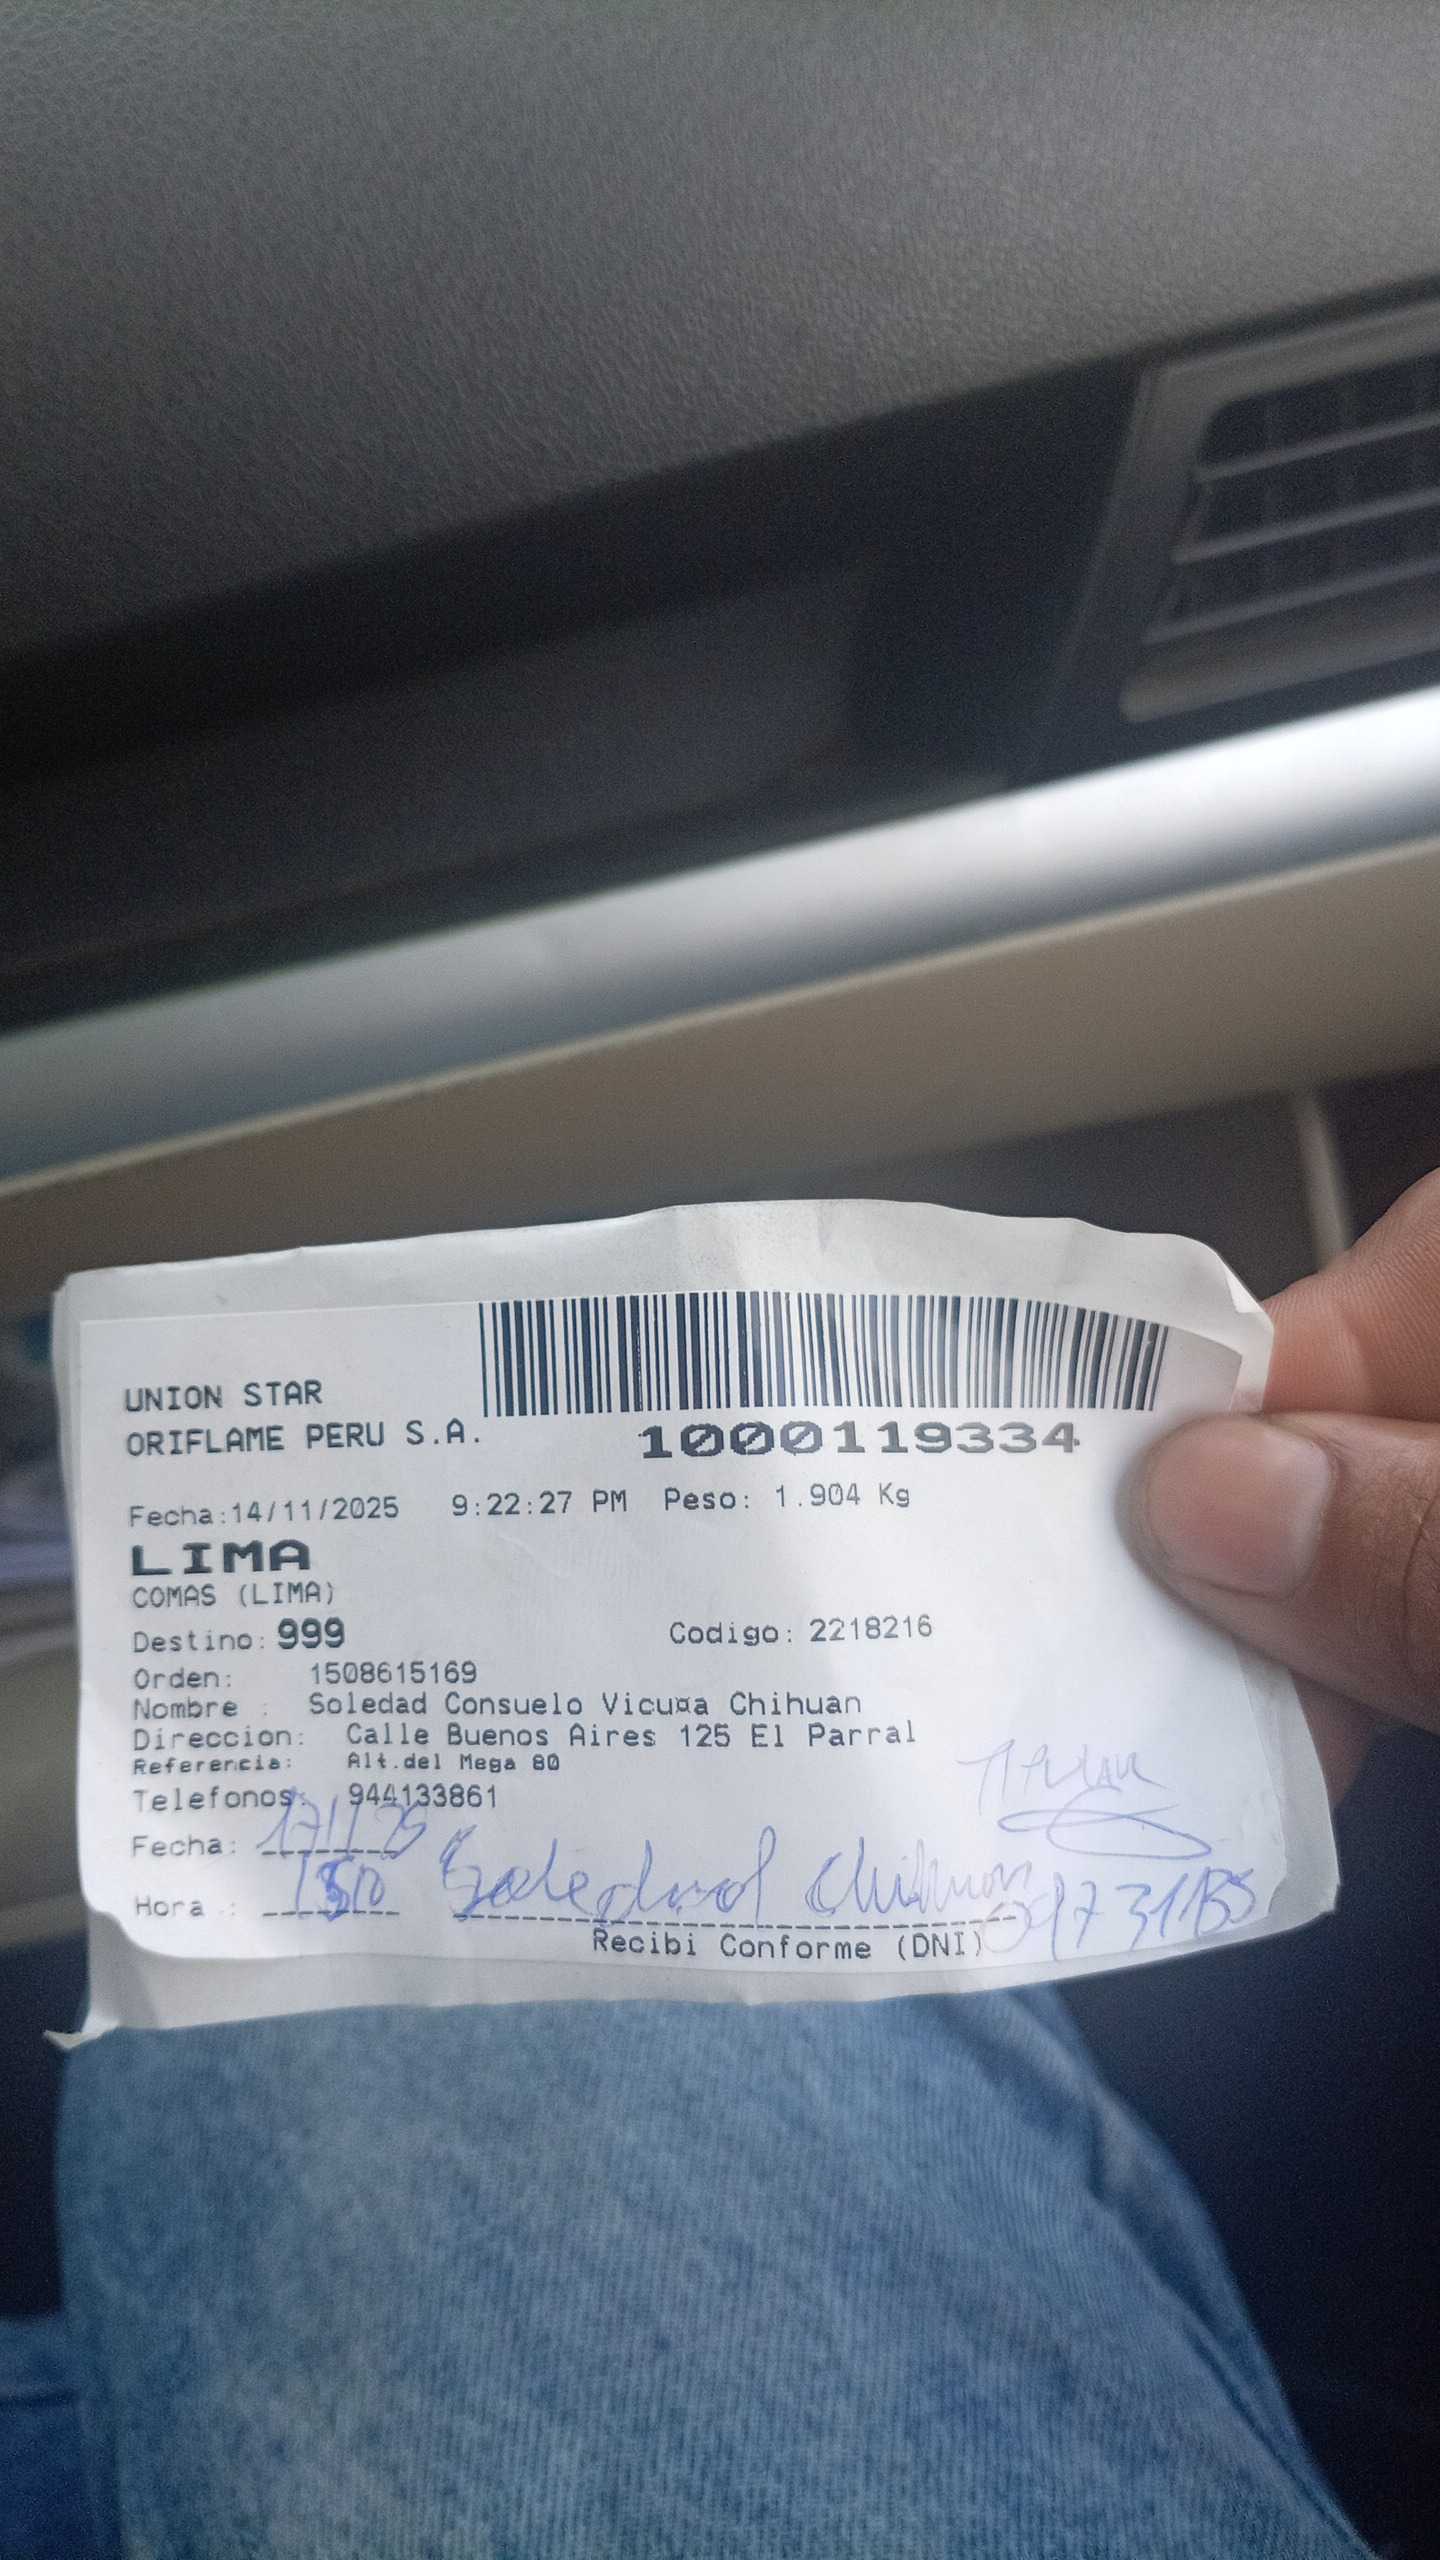 UNION STAR
ORIFLAME PERU S.A.
1000119334
Fecha:14/11/2025 9:22:27 PM Peso: 1.904 Kg
LIMA
COMAS (LIMA)
Destino: 999 Codigo: 2218216
Orden: 1508615169
Nombre : Soledad Consuelo Vicu¤a Chihuan
Direccion: Calle Buenos Aires 125 El Parral
Referencia: Alt.del Mega 80
Telefonos: 944133861
Fecha:
Hora : Soledad Chihuan
Recibi Conforme (DNI)